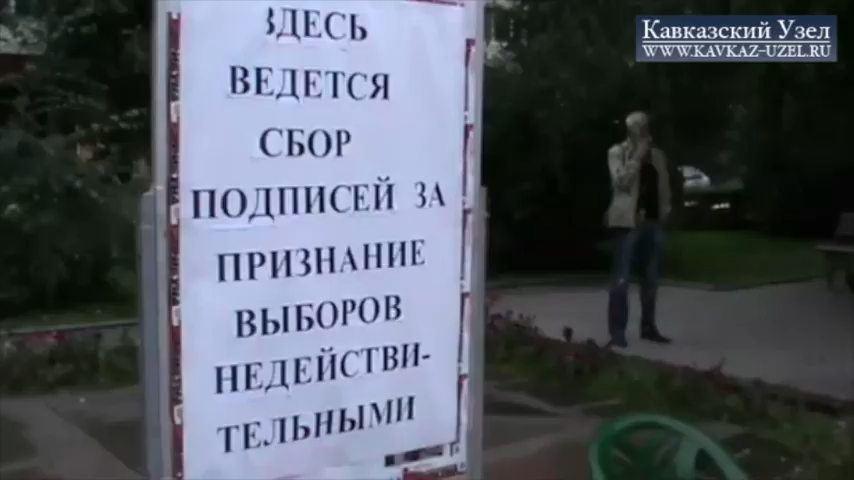 Кавказский Узел
WWW.KAVKAZ-UZEL.RU
ЗДЕСЬ
ВЕДЕТСЯ
СБОР
ПОДПИСЕЙ ЗА
ПРИЗНАНИЕ
ВЫБОРОВ
НЕДЕЙСТВИ-
ТЕЛЬНЫМИ